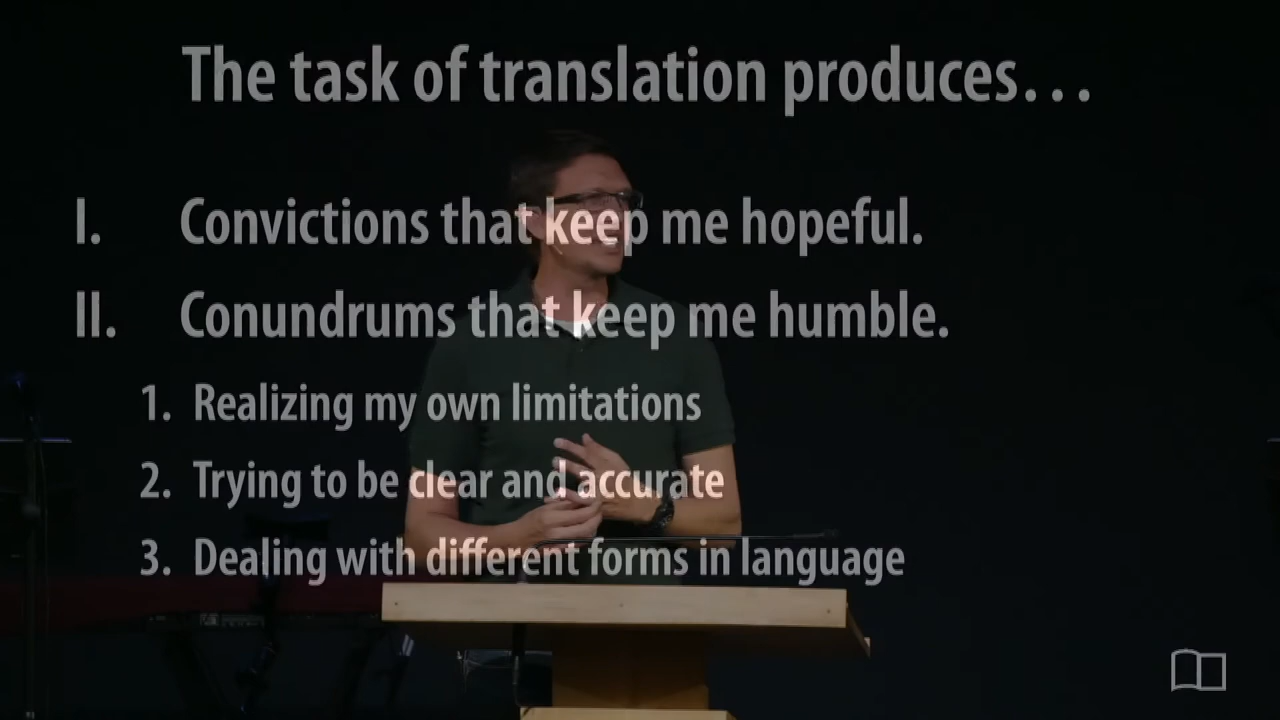 The task of translation produces…
I. Convictions that keep me hopeful.
II. Conundrums that keep me humble.
1. Realizing my own limitations
2. Trying to be clear and accurate
3. Dealing with different forms in language